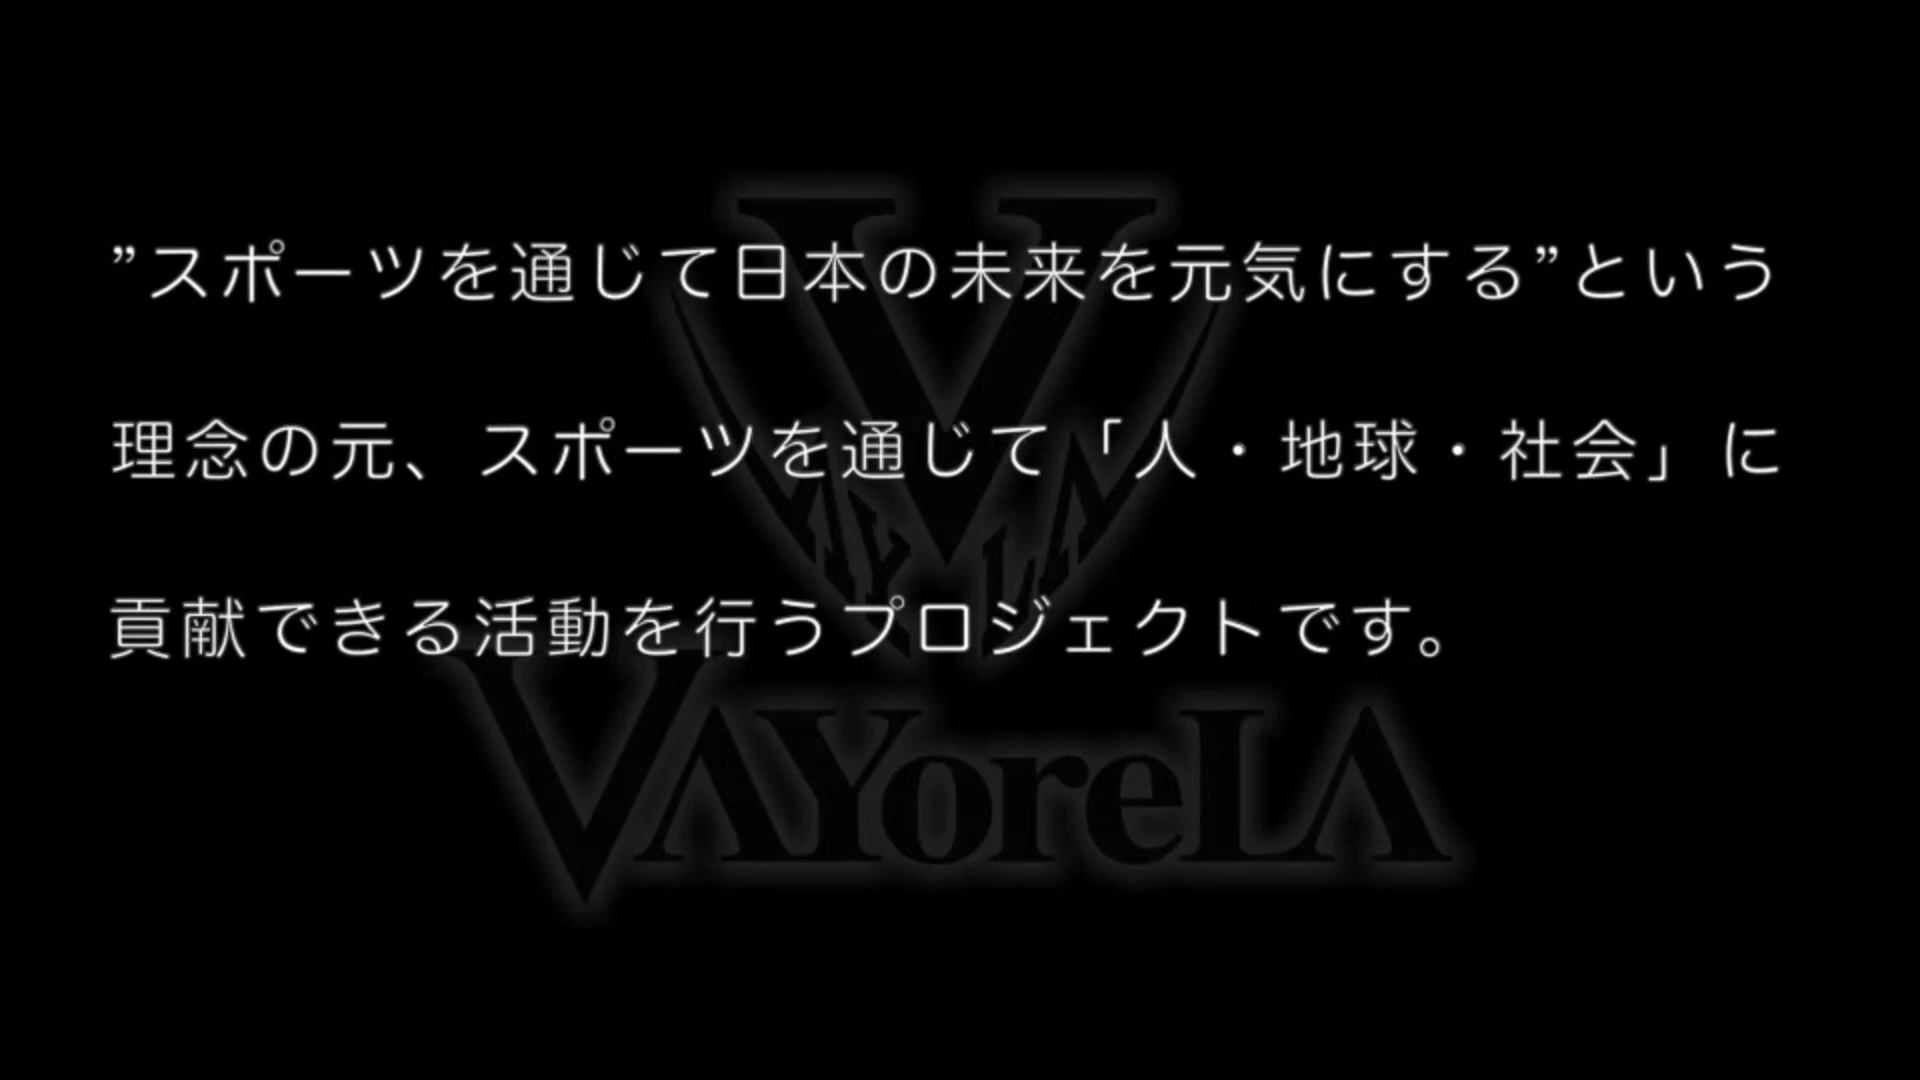 ”スポーツを通じて日本の未来を元気にする”という
理念の元、スポーツを通じて「人・地球・社会」に
貢献できる活動を行うプロジェクトです。
VAYoreLA